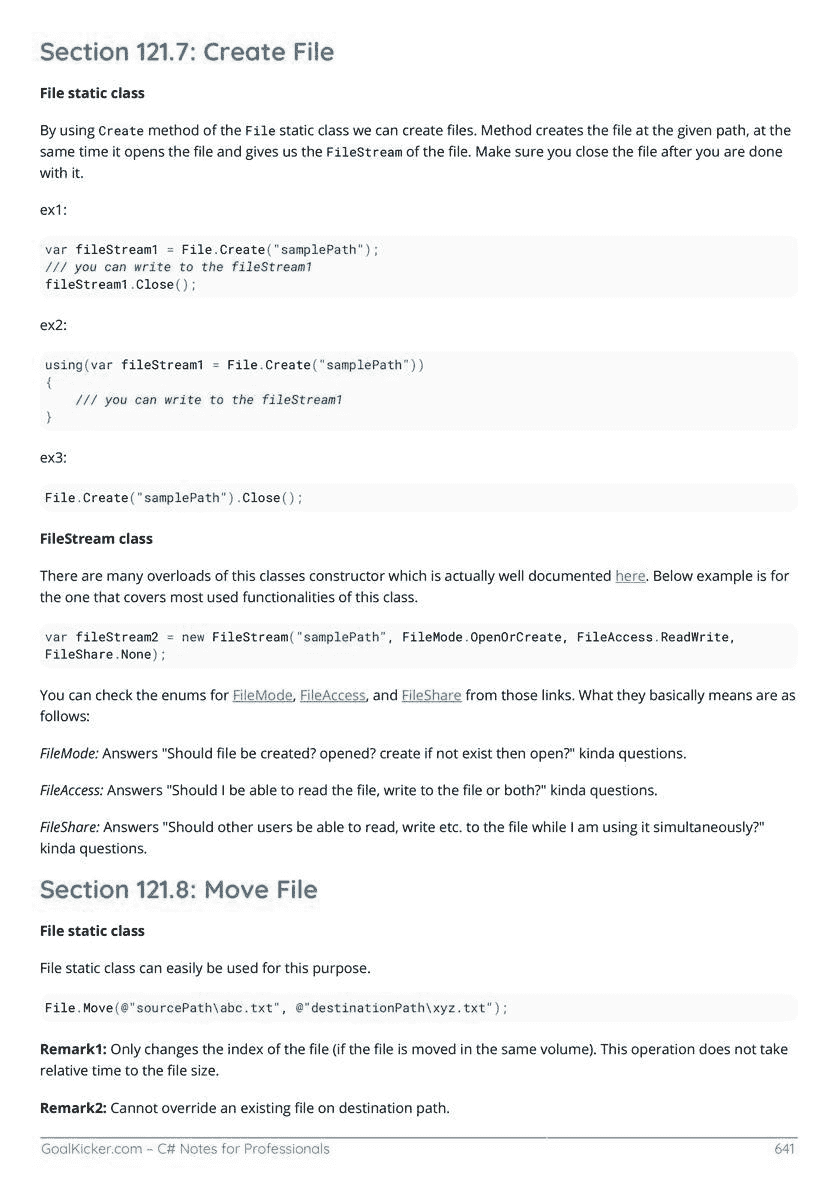 Section 121.7: Create File
File static class
By using Create method of the File static class we can create files. Method creates the file at the given path, at the
same time it opens the file and gives us the FileStream of the file. Make sure you close the file after you are done
with it.
ex1:
var fileStream1 = File.Create("samplePath");
/// you can write to the fileStream1
fileStream1.Close();
ex2:
using(var fileStream1 = File.Create("samplePath"))
{
    /// you can write to the fileStream1
}
ex3:
File.Create("samplePath").Close();
FileStream class
There are many overloads of this classes constructor which is actually well documented here. Below example is for
the one that covers most used functionalities of this class.
var fileStream2 = new FileStream("samplePath", FileMode.OpenOrCreate, FileAccess.ReadWrite,
FileShare.None);
You can check the enums for FileMode, FileAccess, and FileShare from those links. What they basically means are as
follows:
FileMode: Answers "Should file be created? opened? create if not exist then open?" kinda questions.
FileAccess: Answers "Should I be able to read the file, write to the file or both?" kinda questions.
FileShare: Answers "Should other users be able to read, write etc. to the file while I am using it simultaneously?"
kinda questions.
Section 121.8: Move File
File static class
File static class can easily be used for this purpose.
File.Move(@"sourcePath\abc.txt", @"destinationPath\xyz.txt");
Remark1: Only changes the index of the file (if the file is moved in the same volume). This operation does not take
relative time to the file size.
Remark2: Cannot override an existing file on destination path.
GoalKicker.com – C# Notes for Professionals 641